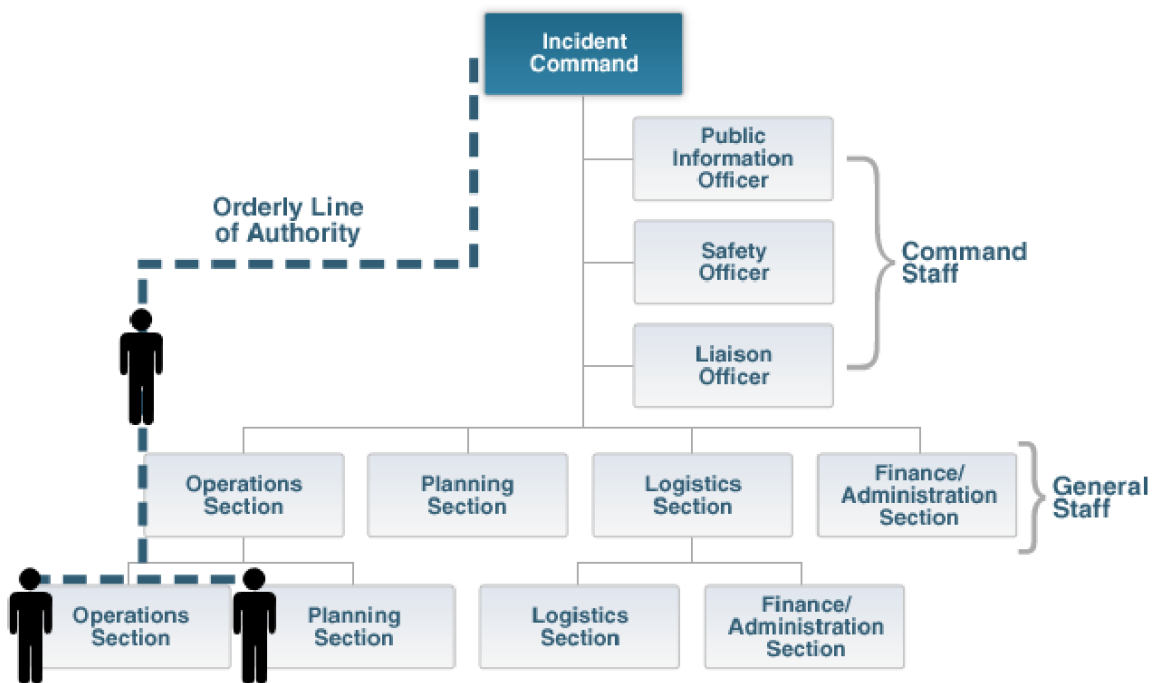 Incident
Command
Public
Information
Officer
Orderly Line
of Authority
Safety
Officer
Command
Staff
Liaison
Officer
Operations
Section
Planning
Section
Logistics
Section
Finance/
Administration
Section
General
Staff
Operations
Section
Planning
Section
Logistics
Section
Finance/
Administration
Section